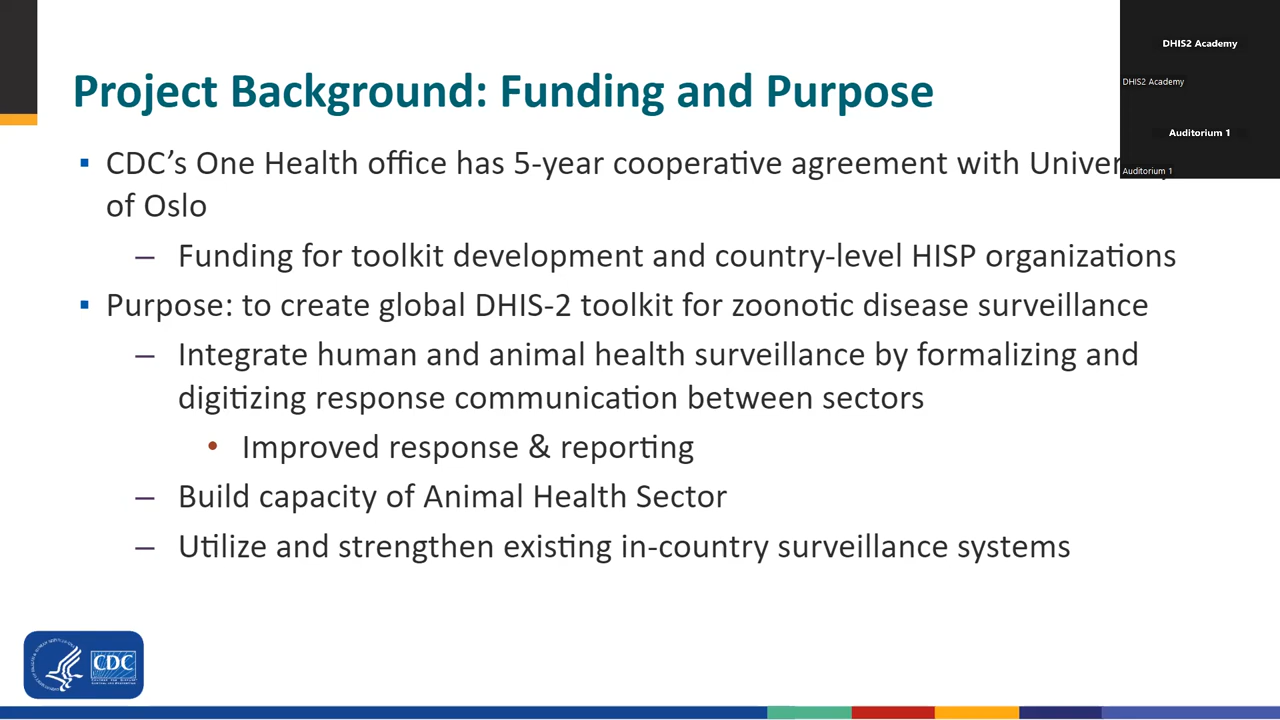 DHIS2 Academy
Project Background: Funding and Purpose
DHIS2 Academy
Auditorium 1
CDC’s One Health office has 5-year cooperative agreement with
Auditorium 1
of Oslo
– Funding for toolkit development and country-level HISP organizations
Purpose: to create global DHIS-2 toolkit for zoonotic disease surveillance
– Integrate human and animal health surveillance by formalizing and
digitizing response communication between sectors
• Improved response & reporting
– Build capacity of Animal Health Sector
– Utilize and strengthen existing in-country surveillance systems
CDC